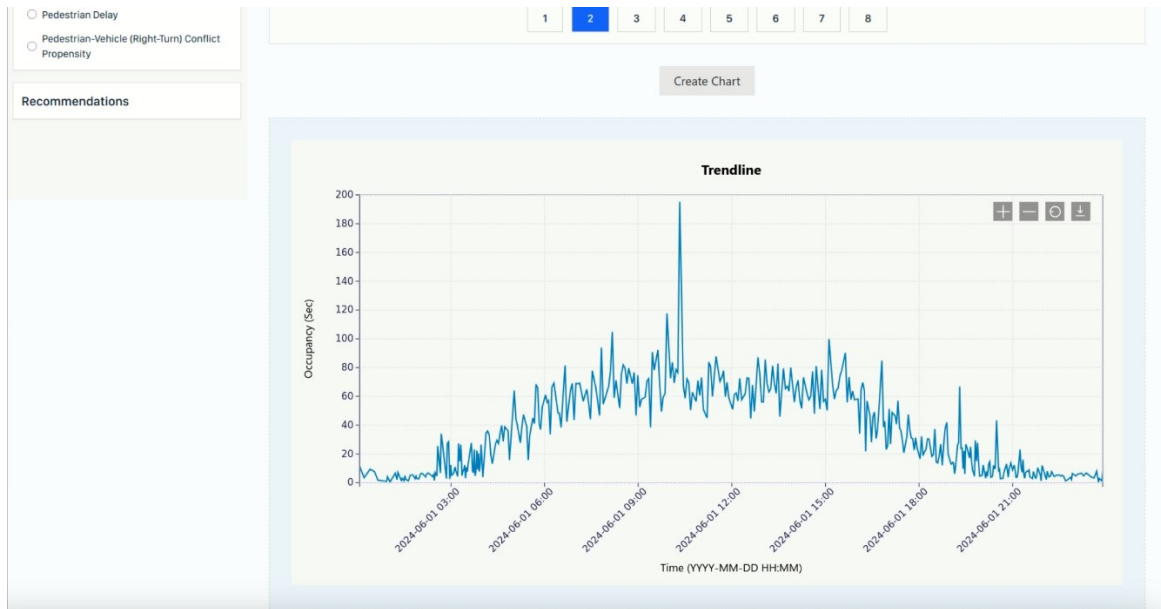 Pedestrian Delay
Pedestrian-Vehicle (Right-Turn) Conflict
Propensity
Recommendations
1 2 3 4 5 6 7 8
Create Chart
Trendline
200
180
160
140
120
100
80
60
40
20
0
Occupancy (Sec)
2024-06-01 03:00
2024-06-01 06:00
2024-06-01 09:00
2024-06-01 12:00
2024-06-01 15:00
2024-06-01 18:00
2024-06-01 21:00
Time (YYYY-MM-DD HH:MM)